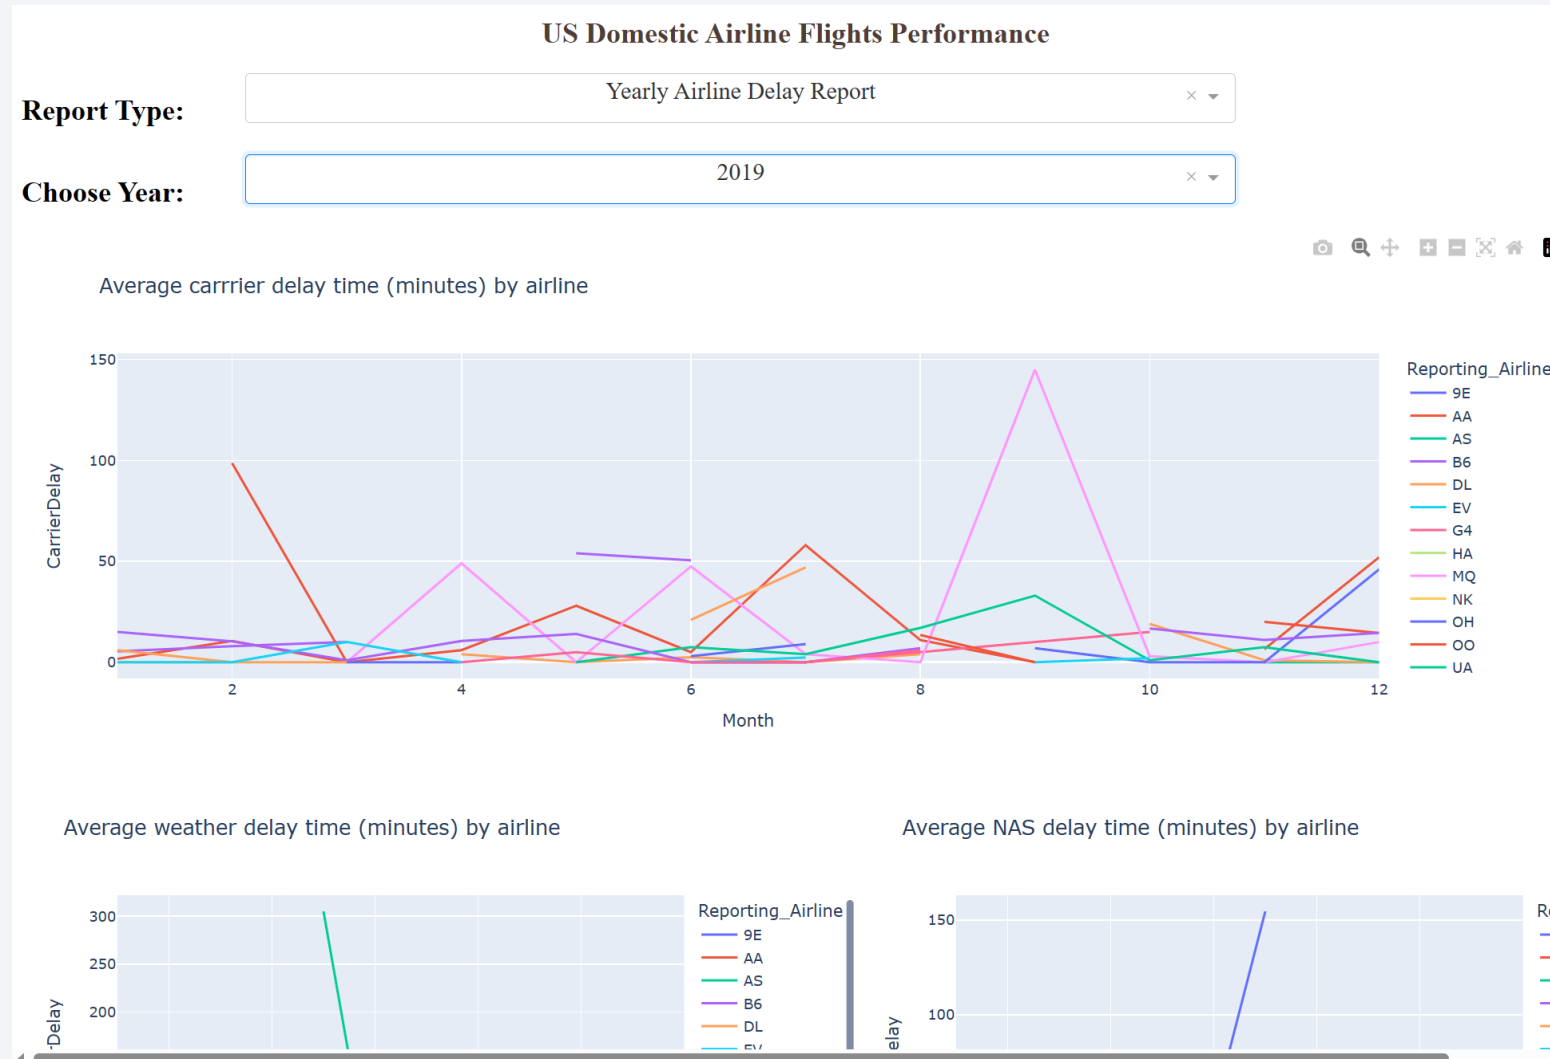 US Domestic Airline Flights Performance
Report Type:
Yearly Airline Delay Report
Choose Year:
2019
Average carrrier delay time (minutes) by airline
CarrierDelay
150
100
50
0
2 4 6 8 10 12
Month
Reporting_Airline
9E
AA
AS
B6
DL
EV
G4
HA
MQ
NK
OH
OO
UA
Average weather delay time (minutes) by airline
300
250
200
rDelay
Reporting_Airline
9E
AA
AS
B6
DL
EV
Average NAS delay time (minutes) by airline
150
100
elay